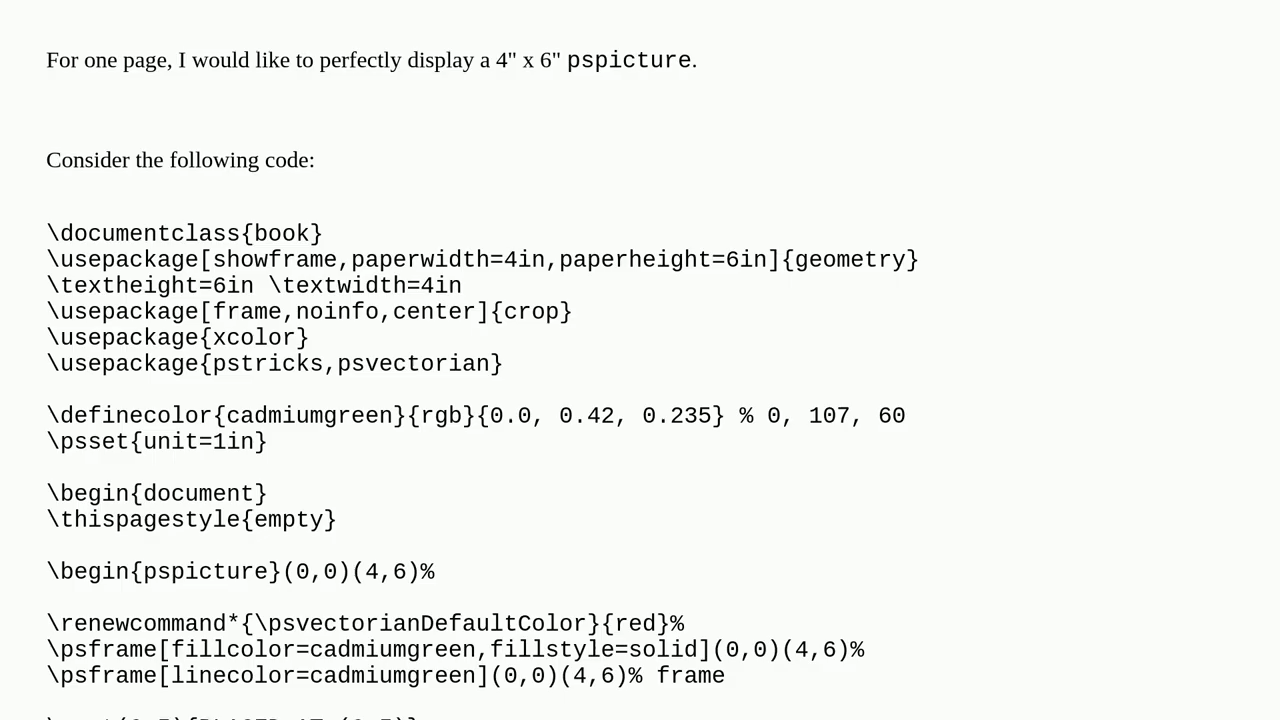 For one page, I would like to perfectly display a 4" x 6" pspicture.
Consider the following code:
\documentclass{book}
\usepackage[showframe,paperwidth=4in,paperheight=6in]{geometry}
\textheight=6in \textwidth=4in
\usepackage[frame,noinfo,center]{crop}
\usepackage{xcolor}
\usepackage{pstricks,psvectorian}
\definecolor{cadmiumgreen}{rgb}{0.0, 0.42, 0.235} % 0, 107, 60
\psset{unit=1in}
\begin{document}
\thispagestyle{empty}
\begin{pspicture}(0,0)(4,6)%
\renewcommand*{\psvectorianDefaultColor}{red}%
\psframe[fillcolor=cadmiumgreen,fillstyle=solid](0,0)(4,6)%
\psframe[linecolor=cadmiumgreen](0,0)(4,6)% frame